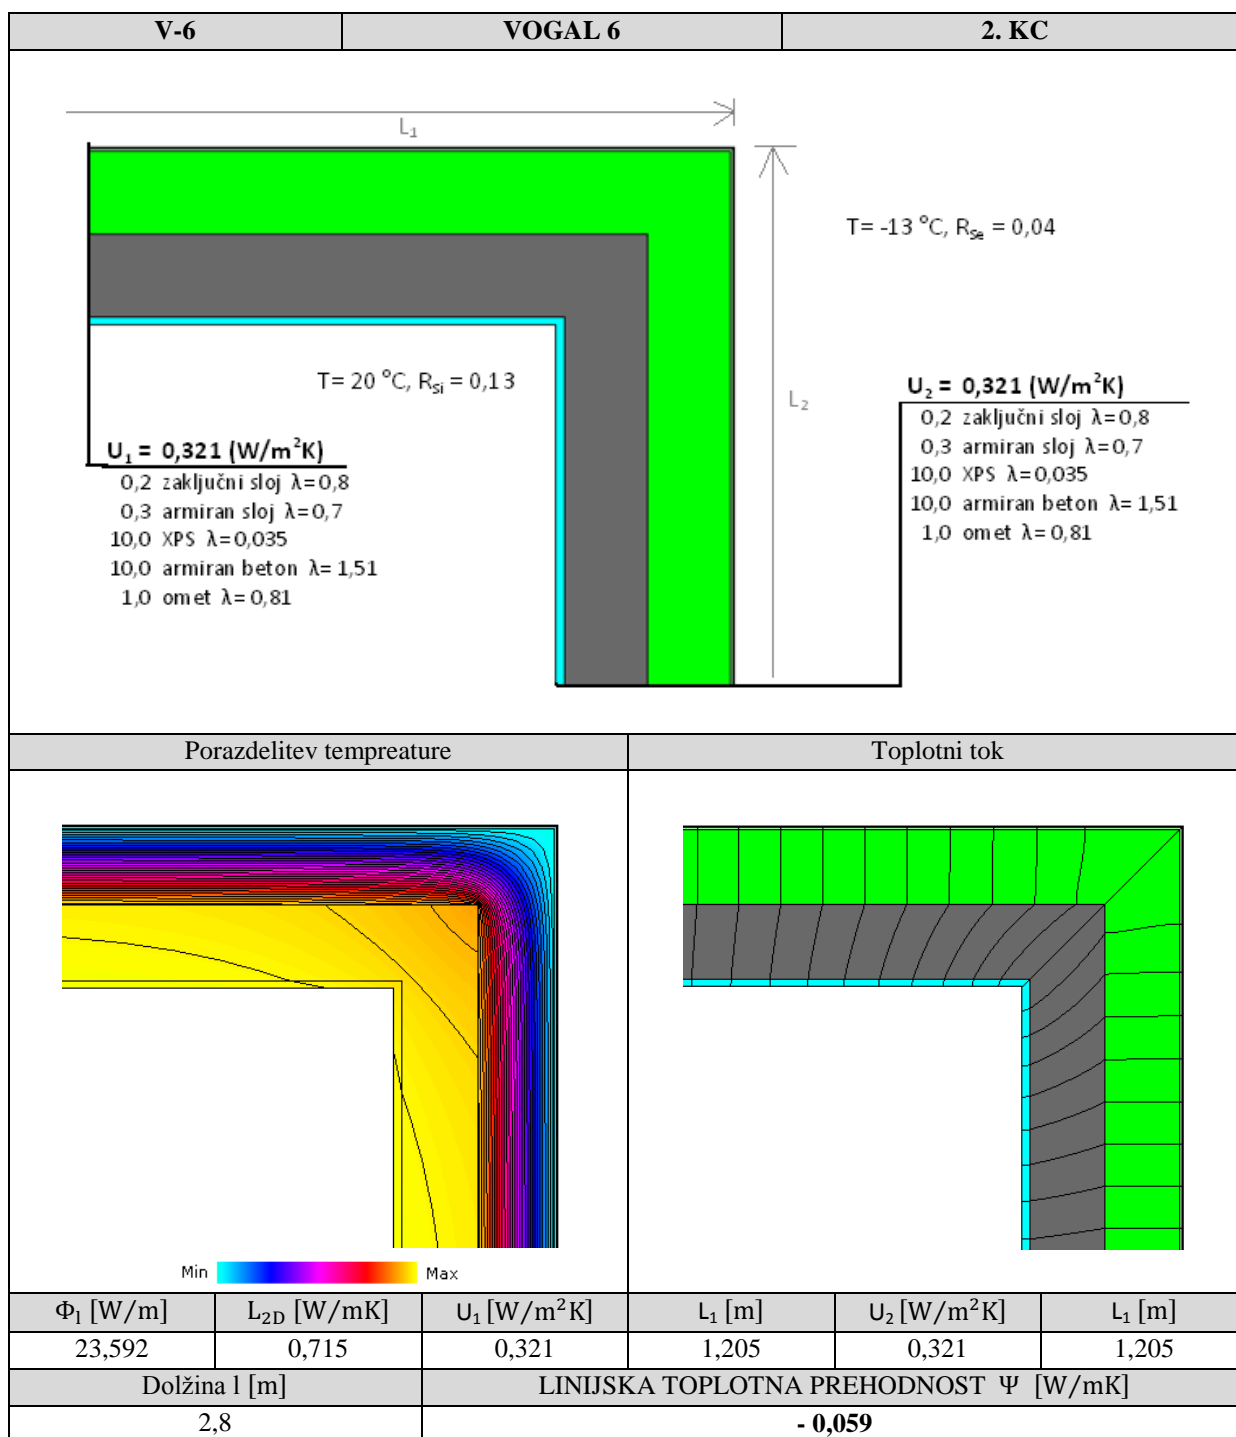 V-6 VOGAL 6 2. KC
L₁
T= -13 °C, Rse = 0,04
T= 20 °C, Rsi = 0,13
L₂
U₂ = 0,321 (W/m²K)
0,2 zaključni sloj λ=0,8
0,3 armiran sloj λ=0,7
10,0 XPS λ=0,035
10,0 armiran beton λ= 1,51
1,0 omet λ=0,81
U₁ = 0,321 (W/m²K)
0,2 zaključni sloj λ=0,8
0,3 armiran sloj λ=0,7
10,0 XPS λ=0,035
10,0 armiran beton λ= 1,51
1,0 omet λ=0,81
Porazdelitev tempreature Toplotni tok
Min Max
Φₗ [W/m] L₂D [W/mK] U₁ [W/m²K] L₁ [m] U₂ [W/m²K] L₁ [m]
23,592 0,715 0,321 1,205 0,321 1,205
Dolžina l [m] LINIJSKA TOPLOTNA PREHODNOST Ψ [W/mK]
2,8 - 0,059